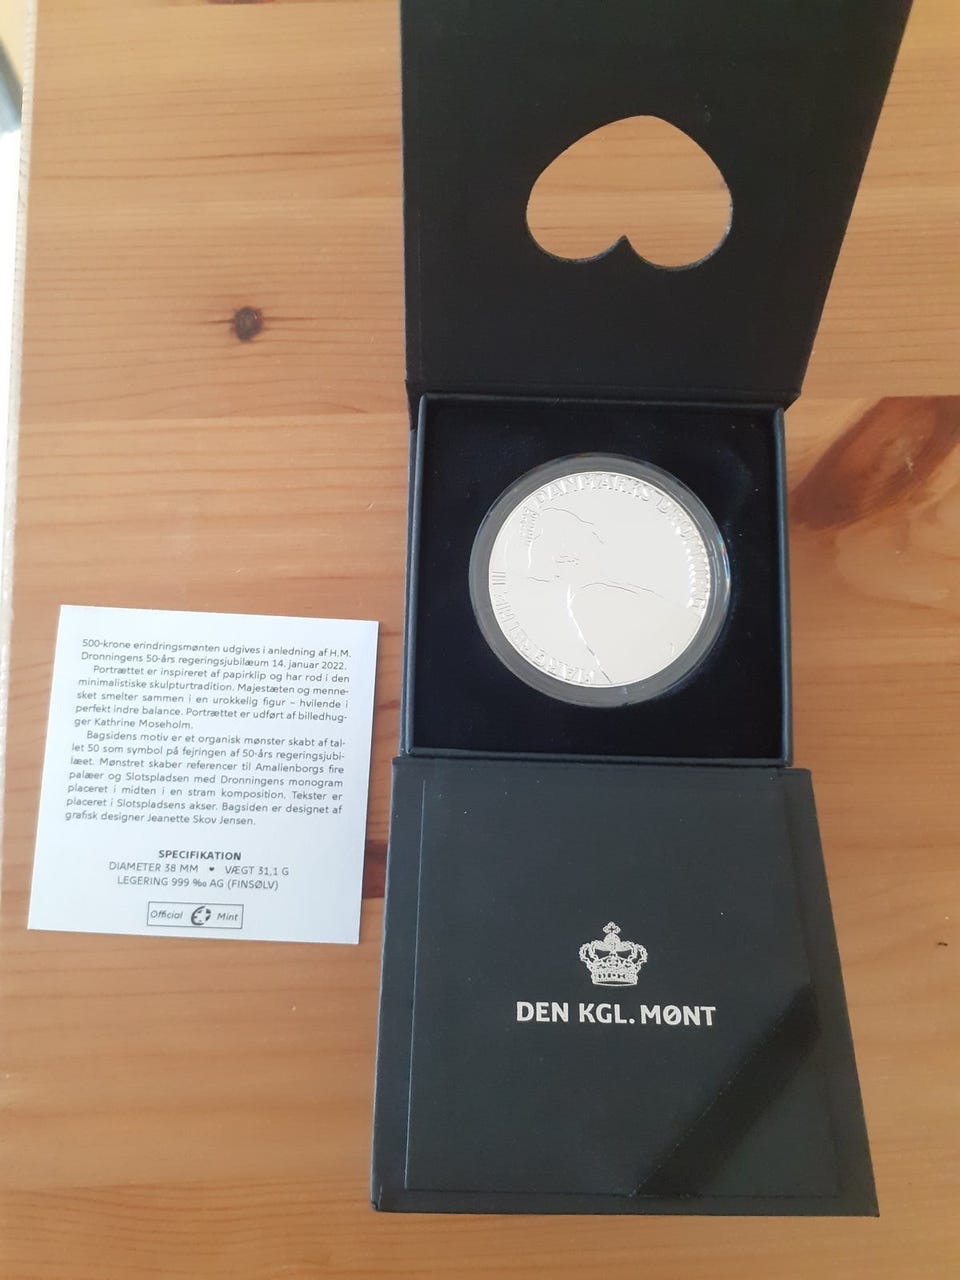 DANMARKS DRONNING
MARGRETHE II
500-krone erindringsmønten udgives i anledning af H.M.
Dronningens 50-års regeringsjubilæum 14. januar 2022.
Portrættet er inspireret af papirklip og har rod i den
minimalistiske skulpturtradition. Majestæten og menne-
sket smelter sammen i en urokkelig figur – hvilende i
perfekt indre balance. Portrættet er udført af billedhug-
ger Kathrine Moseholm.
Bagsidens motiv er et organisk mønster skabt af tal-
let 50 som symbol på fejringen af 50-års regeringsjubi-
læet. Mønstret skaber referencer til Amalienborgs fire
palæer og Slotspladsen med Dronningens monogram
placeret i midten i en stram komposition. Tekster er
placeret i Slotspladsens akser. Bagsiden er designet af
grafisk designer Jeanette Skov Jensen.
SPECIFIKATION
DIAMETER 38 MM ♥ VÆGT 31,1 G
LEGERING 999 ‰ AG (FINSØLV)
Official Mint
DEN KGL. MØNT